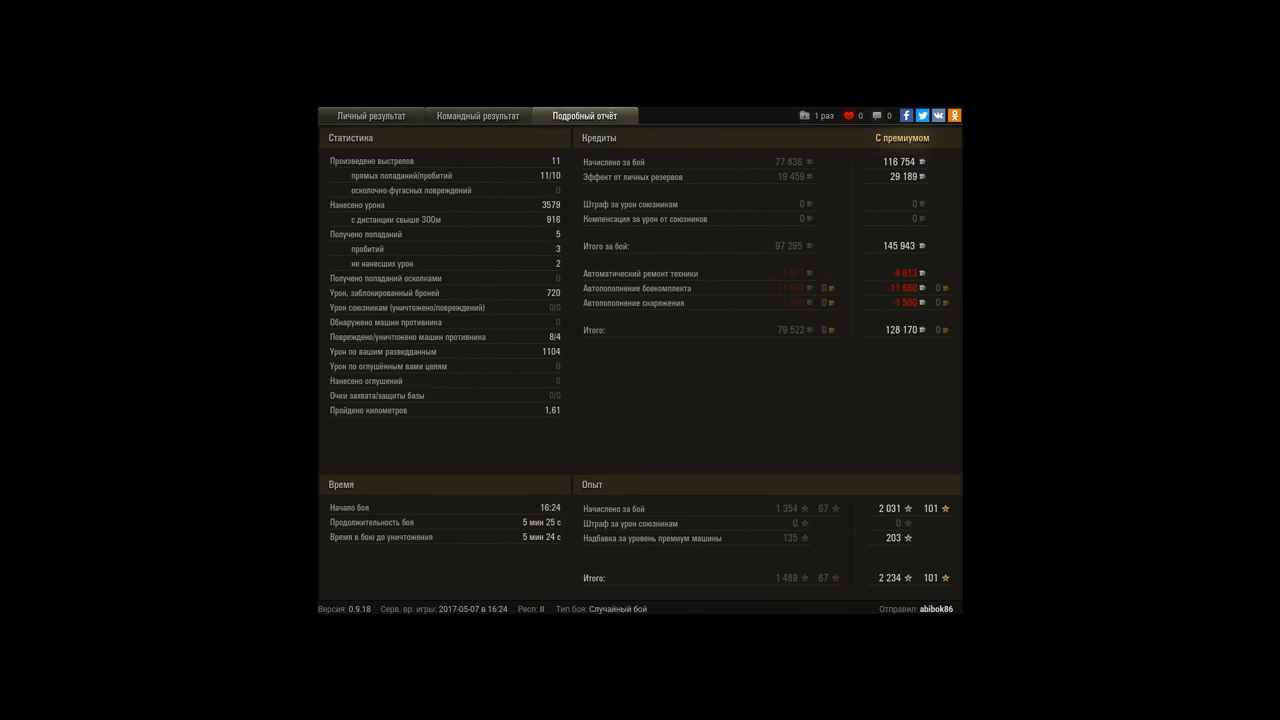 Личный результат Командный результат Подробный отчёт 1 раз 0 0
Статистика
Произведено выстрелов 11
прямых попаданий/пробитий 11/10
осколочно-фугасных повреждений 0
Нанесено урона 3579
с дистанции свыше 300м 916
Получено попаданий 5
пробитий 3
не нанесших урон 2
Получено попаданий осколками 0
Урон, заблокированный броней 720
Урон союзникам (уничтожено/повреждений) 0/0
Обнаружено машин противника 0
Повреждено/уничтожено машин противника 8/4
Урон по вашим разведданным 1104
Урон по оглушённым вами целям 0
Нанесено оглушений 0
Очки захвата/защиты базы 0/0
Пройдено километров 1,61
Кредиты С премиумом
Начислено за бой 77 836 116 754
Эффект от личных резервов 19 459 29 189
Штраф за урон союзникам 0 0
Компенсация за урон от союзников 0 0
Итого за бой: 97 295 145 943
Автоматический ремонт техники -4 613 -4 613
Автопополнение боекомплекта -11 660 0 -11 660 0
Автопополнение снаряжения -1 500 0 -1 500 0
Итого: 79 522 0 128 170 0
Время
Начало боя 16:24
Продолжительность боя 5 мин 25 с
Время в бою до уничтожения 5 мин 24 с
Опыт
Начислено за бой 1 354 67 2 031 101
Штраф за урон союзникам 0 0
Надбавка за уровень премиум машины 135 203
Итого: 1 489 67 2 234 101
Версия: 0.9.18 Серв. вр. игры: 2017-05-07 в 16:24 Респ: II Тип боя: Случайный бой Отправил: abibok86